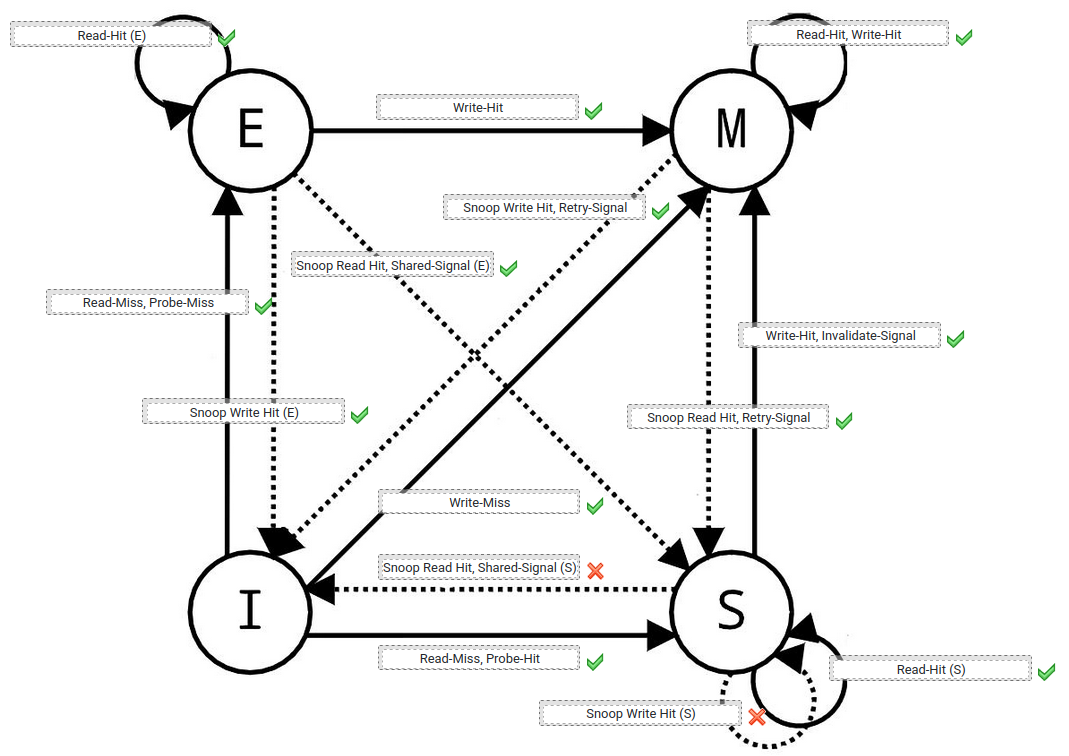 Read-Hit (E)
Read-Hit, Write-Hit
Write-Hit
E
M
Snoop Write Hit, Retry-Signal
Snoop Read Hit, Shared-Signal (E)
Read-Miss, Probe-Miss
Write-Hit, Invalidate-Signal
Snoop Write Hit (E)
Snoop Read Hit, Retry-Signal
Write-Miss
Snoop Read Hit, Shared-Signal (S)
I
S
Read-Miss, Probe-Hit
Read-Hit (S)
Snoop Write Hit (S)